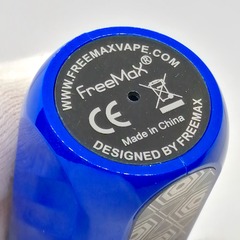 WWW.FREEMAXVAPE.COM
FreeMaX®
CE
Made in China
DESIGNED BY FREEMAX